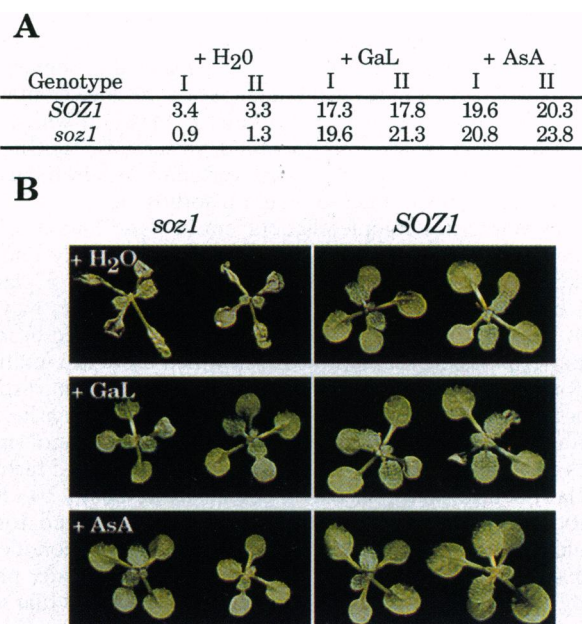 A
+ H20 + GaL + AsA
Genotype I II I II I II
SOZ1 3.4 3.3 17.3 17.8 19.6 20.3
soz1 0.9 1.3 19.6 21.3 20.8 23.8
B
soz1 SOZ1
+ H2O
+ GaL
+ AsA